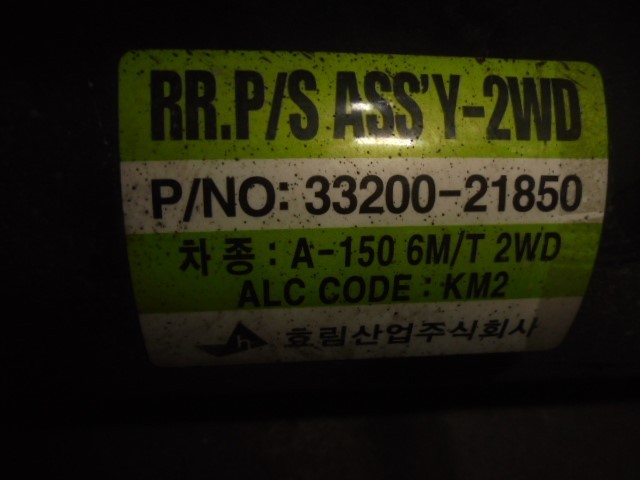 RR.P/S ASS'Y-2WD
P/NO: 33200-21850
차종 : A-150 6M/T 2WD
ALC CODE : KM2
h 효림산업주식회사